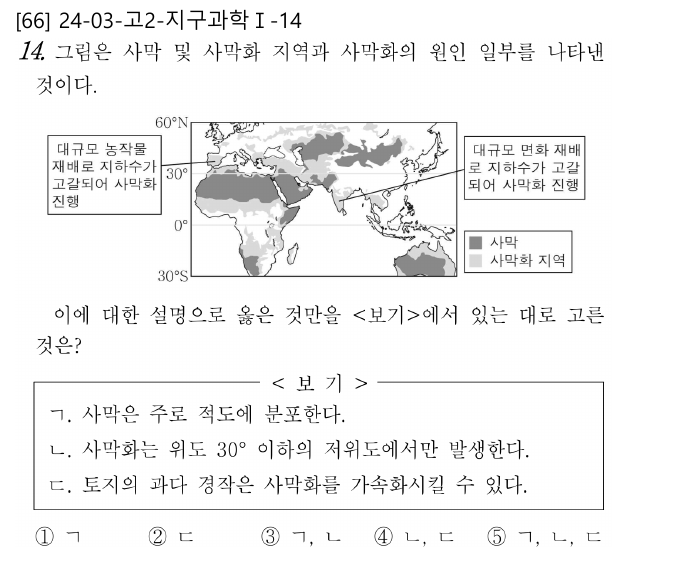 [66] 24-03-고2-지구과학Ⅰ-14
14. 그림은 사막 및 사막화 지역과 사막화의 원인 일부를 나타낸
것이다.
60°N
30°
0°
30°S
대규모 농작물
재배로 지하수가
고갈되어 사막화
진행
대규모 면화 재배
로 지하수가 고갈
되어 사막화 진행
사막
사막화 지역
이에 대한 설명으로 옳은 것만을 <보기>에서 있는 대로 고른
것은?
< 보 기 >
ㄱ. 사막은 주로 적도에 분포한다.
ㄴ. 사막화는 위도 30° 이하의 저위도에서만 발생한다.
ㄷ. 토지의 과다 경작은 사막화를 가속화시킬 수 있다.
① ㄱ ② ㄷ ③ ㄱ, ㄴ ④ ㄴ, ㄷ ⑤ ㄱ, ㄴ, ㄷ